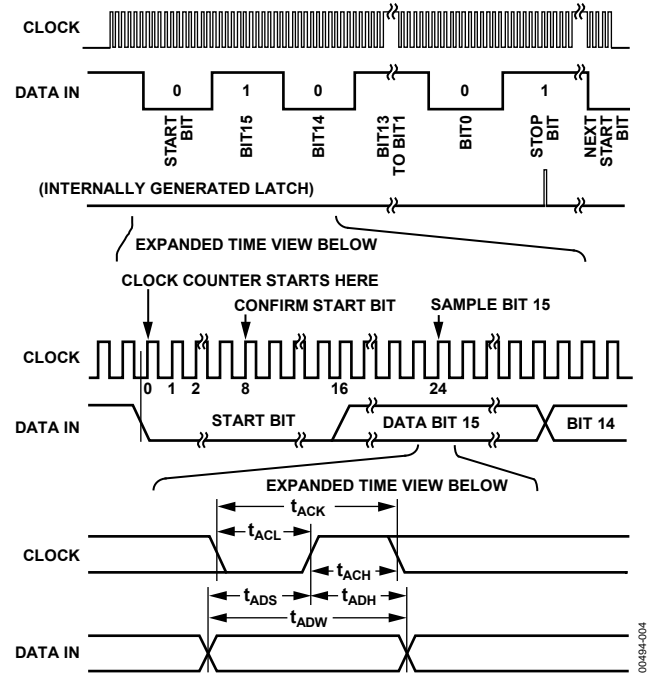 CLOCK
DATA IN
0 1 0 0 1
START BIT
BIT15
BIT14
BIT13 TO BIT1
BIT0
STOP BIT
NEXT START BIT
(INTERNALLY GENERATED LATCH)
EXPANDED TIME VIEW BELOW
CLOCK COUNTER STARTS HERE
CONFIRM START BIT
SAMPLE BIT 15
CLOCK
0 1 2 8 16 24
DATA IN
START BIT
DATA BIT 15
BIT 14
EXPANDED TIME VIEW BELOW
tACK
tACL
CLOCK
tACH
tADS
tADH
tADW
DATA IN
00494-004